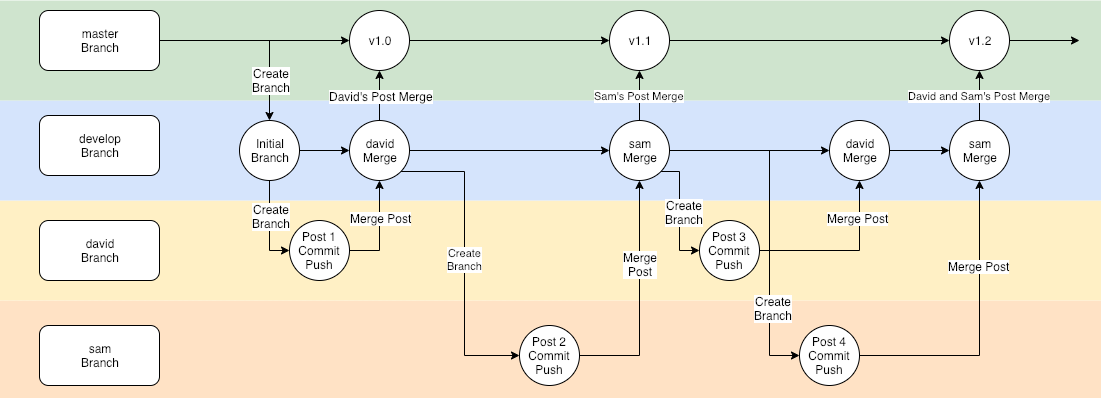 master
Branch
v1.0
v1.1
v1.2
Create
Branch
David's Post Merge
Sam's Post Merge
David and Sam's Post Merge
develop
Branch
Initial
Branch
david
Merge
sam
Merge
david
Merge
sam
Merge
Create
Branch
Merge Post
Create
Branch
Merge Post
david
Branch
Post 1
Commit
Push
Create
Branch
Merge
Post
Post 3
Commit
Push
Merge Post
Create
Branch
sam
Branch
Post 2
Commit
Push
Post 4
Commit
Push